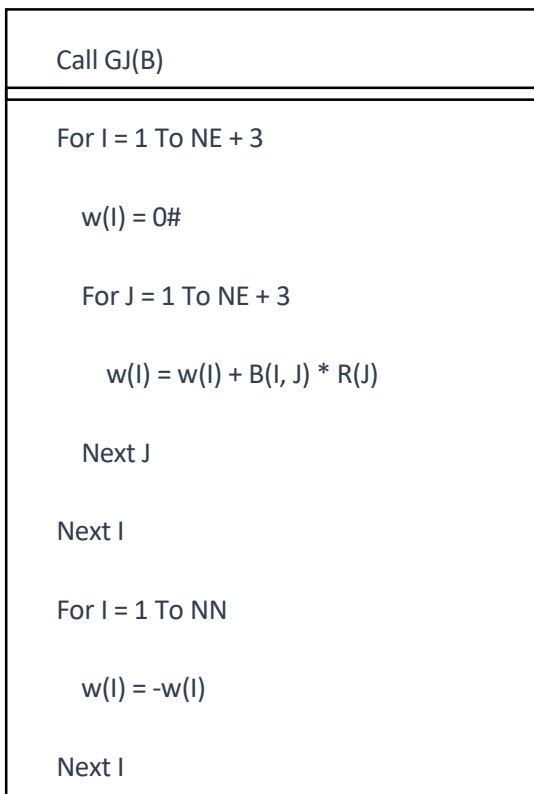 Call GJ(B)
For I = 1 To NE + 3
w(I) = 0#
For J = 1 To NE + 3
w(I) = w(I) + B(I, J) * R(J)
Next J
Next I
For I = 1 To NN
w(I) = -w(I)
Next I